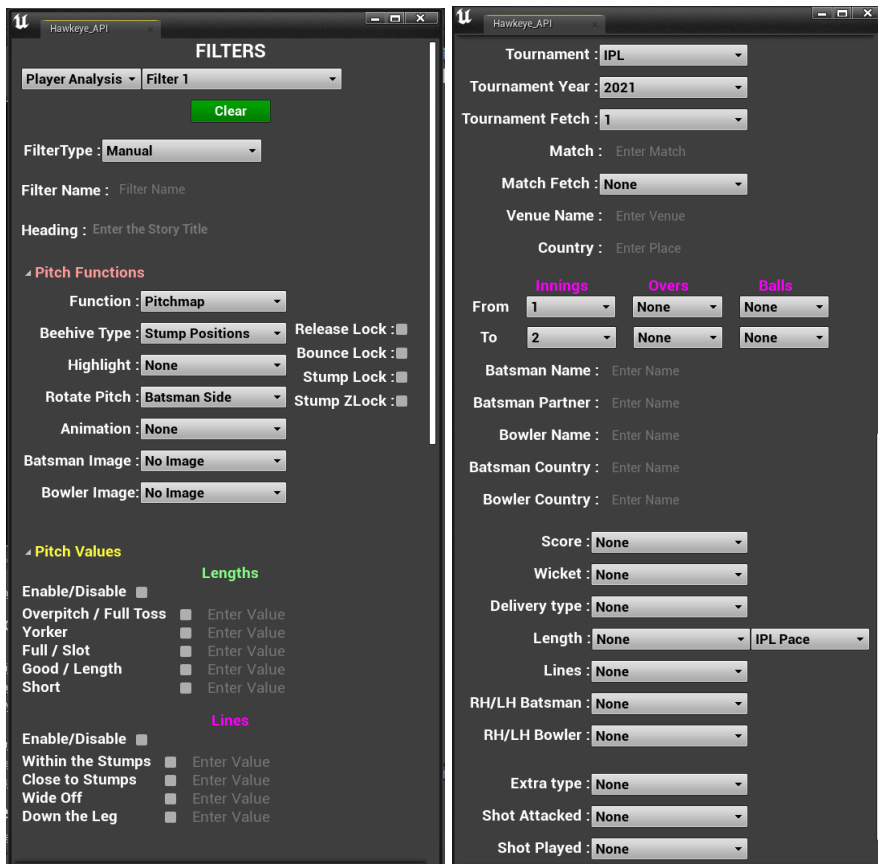 Hawkeye_API
FILTERS
Player Analysis Filter 1
Clear
FilterType : Manual
Filter Name : Filter Name
Heading : Enter the Story Title
Pitch Functions
Function : Pitchmap
Beehive Type : Stump Positions
Release Lock :
Bounce Lock :
Highlight : None
Stump Lock :
Rotate Pitch : Batsman Side
Stump ZLock :
Animation : None
Batsman Image : No Image
Bowler Image: No Image
Pitch Values
Lengths
Enable/Disable
Overpitch / Full Toss Enter Value
Yorker Enter Value
Full / Slot Enter Value
Good / Length Enter Value
Short Enter Value
Lines
Enable/Disable
Within the Stumps Enter Value
Close to Stumps Enter Value
Wide Off Enter Value
Down the Leg Enter Value
Hawkeye_API
Tournament : IPL
Tournament Year : 2021
Tournament Fetch : 1
Match : Enter Match
Match Fetch : None
Venue Name : Enter Venue
Country : Enter Place
Innings Overs Balls
From 1 None None
To 2 None None
Batsman Name : Enter Name
Batsman Partner : Enter Name
Bowler Name : Enter Name
Batsman Country : Enter Name
Bowler Country : Enter Name
Score : None
Wicket : None
Delivery type : None
Length : None IPL Pace
Lines : None
RH/LH Batsman : None
RH/LH Bowler : None
Extra type : None
Shot Attacked : None
Shot Played : None